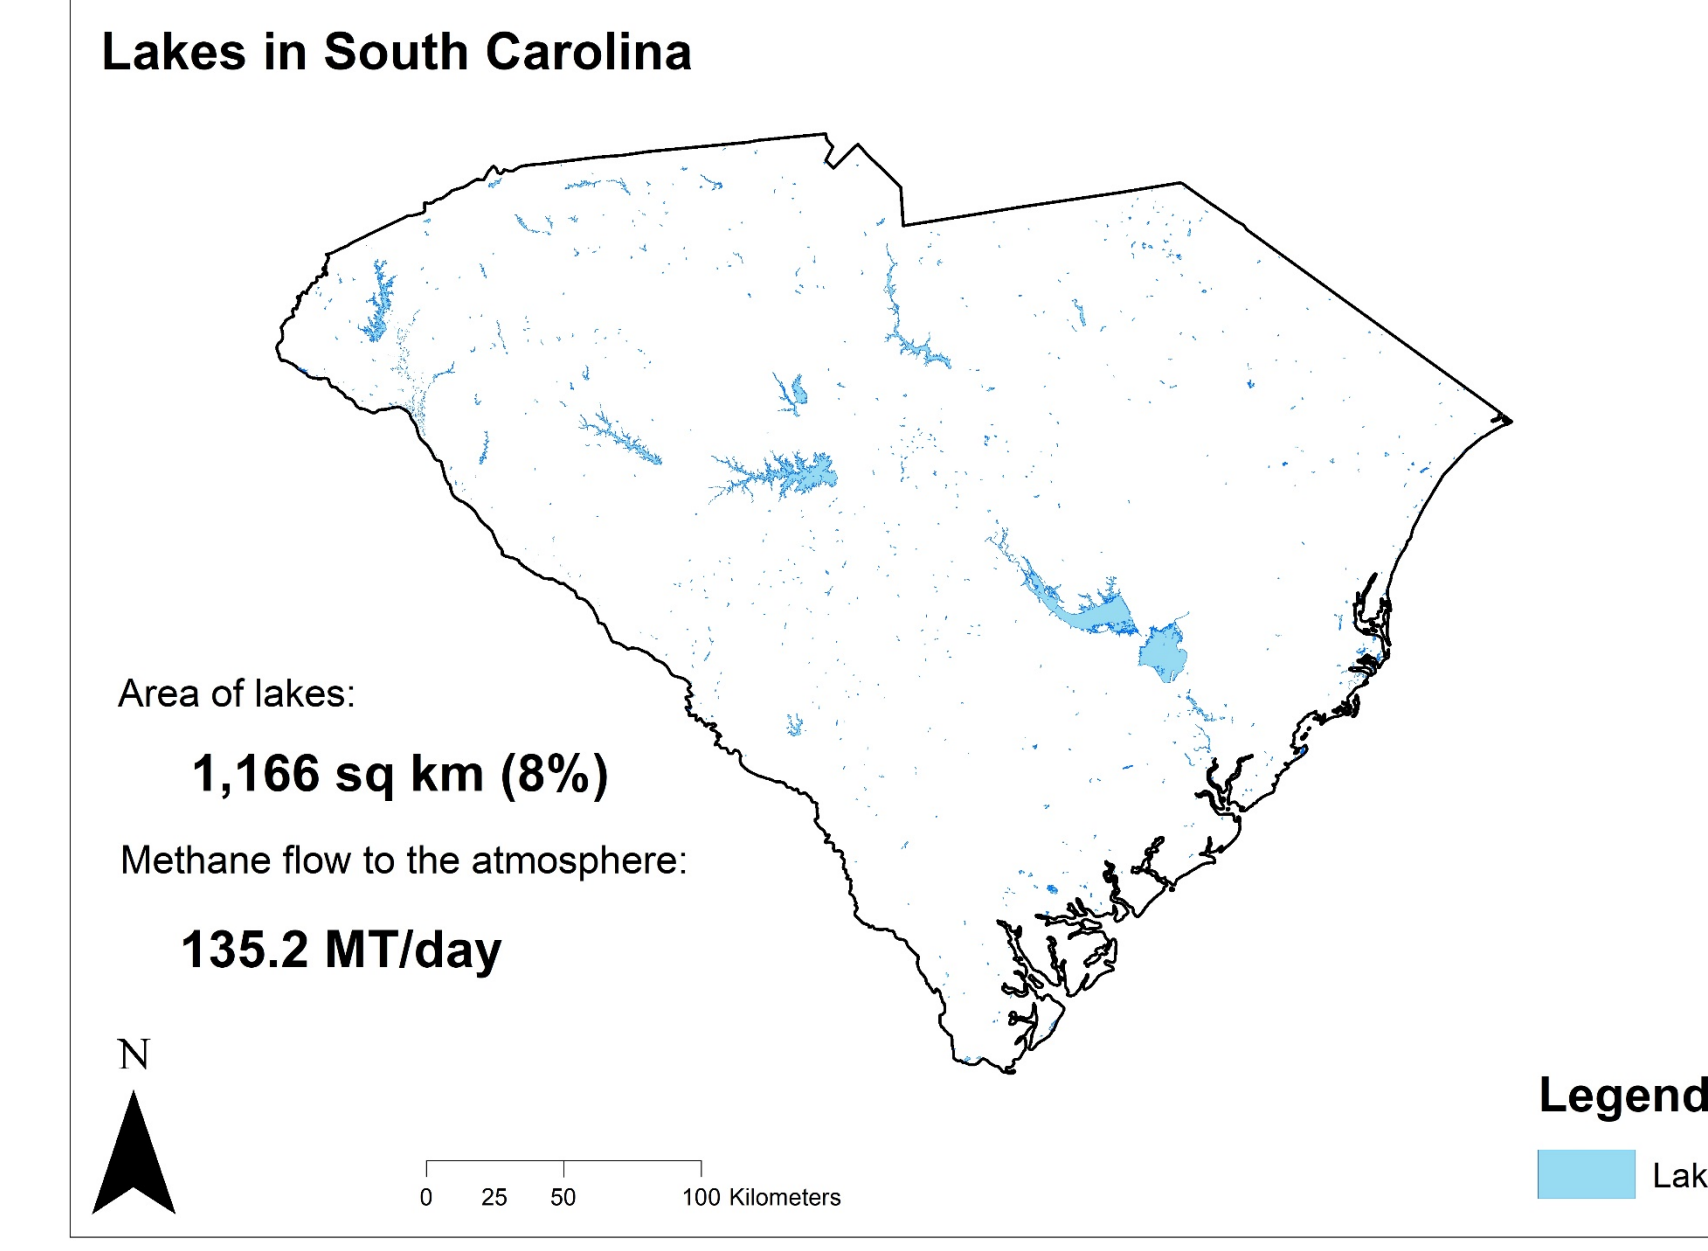 Lakes in South Carolina
Area of lakes:
1,166 sq km (8%)
Methane flow to the atmosphere:
135.2 MT/day
N
0 25 50 100 Kilometers
Legend
Lak